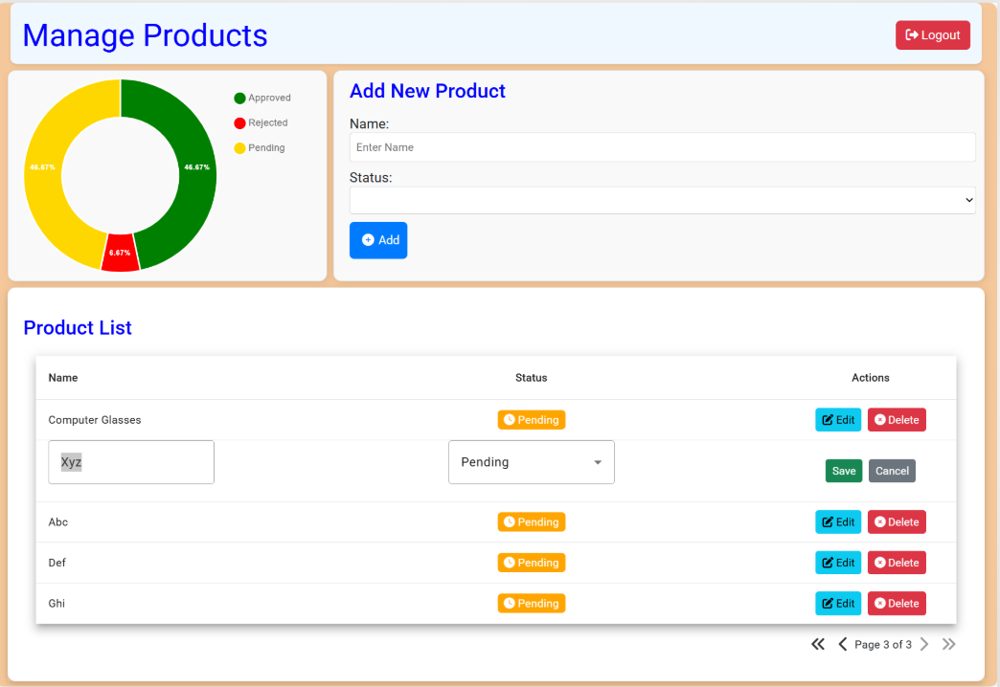 Manage Products
Logout
46.67%
46.67%
6.67%
Approved
Rejected
Pending
Add New Product
Name:
Enter Name
Status:
Add
Product List
Name Status Actions
Computer Glasses Pending Edit Delete
Xyz Pending Save Cancel
Abc Pending Edit Delete
Def Pending Edit Delete
Ghi Pending Edit Delete
Page 3 of 3